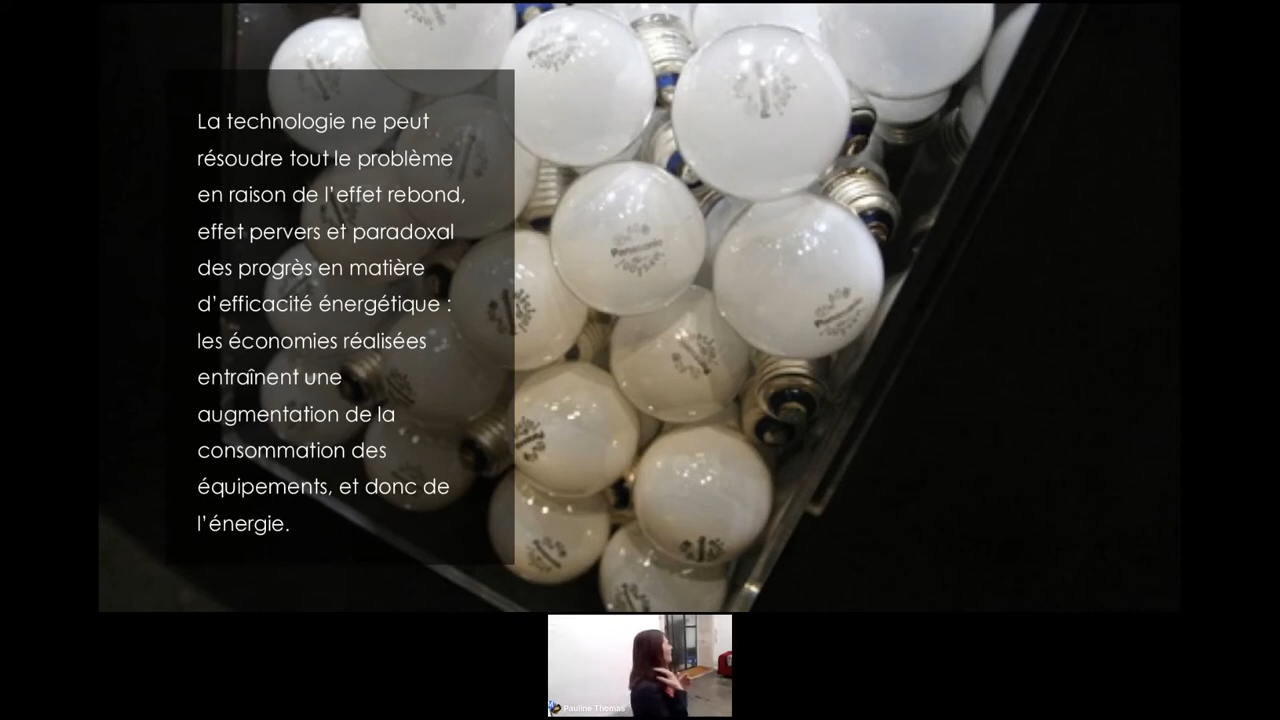 La technologie ne peut
résoudre tout le problème
en raison de l'effet rebond,
effet pervers et paradoxal
des progrès en matière
d'efficacité énergétique :
les économies réalisées
entraînent une
augmentation de la
consommation des
équipements, et donc de
l'énergie.
Panasonic
Panasonic
Panasonic
Pauline Thomas